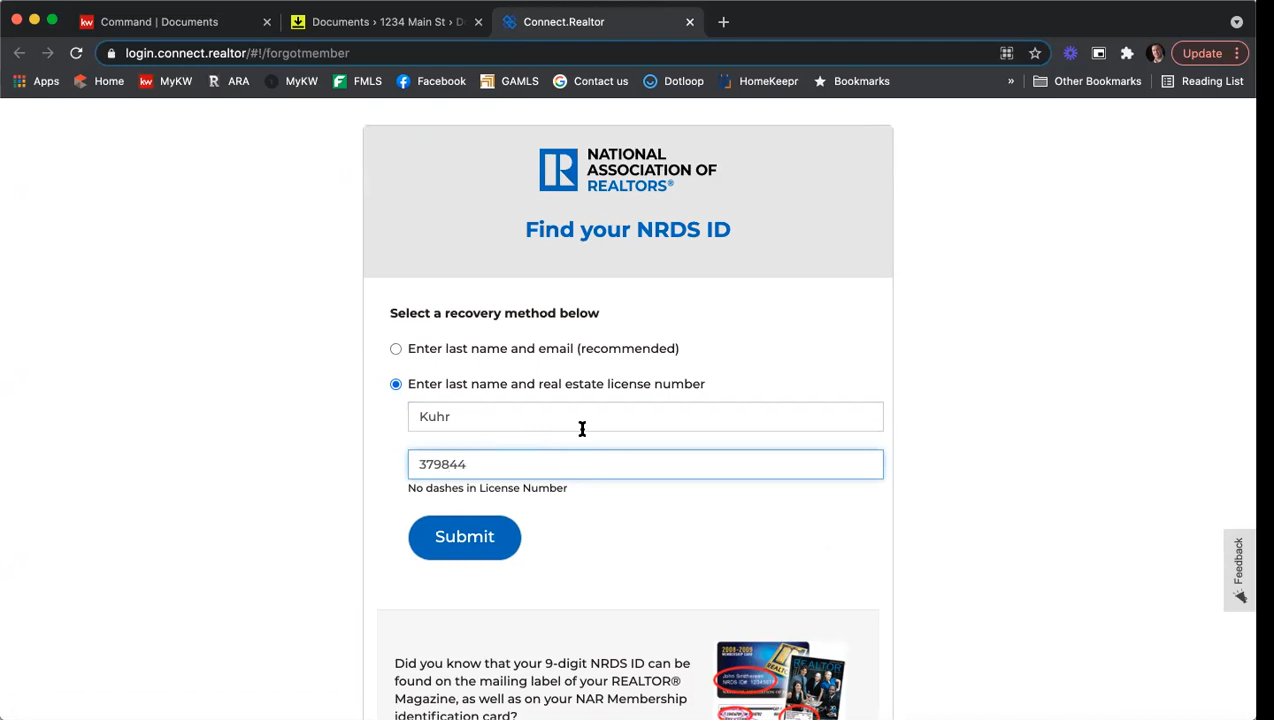 Command | Documents
Documents › 1234 Main St › D
Connect.Realtor
login.connect.realtor/#!/forgotmember
Update
Apps
Home
kw MyKW
R ARA
MyKW
FMLS
Facebook
GAMLS
Contact us
Dotloop
HomeKeepr
Bookmarks
»
Other Bookmarks
Reading List
NATIONAL
ASSOCIATION OF
REALTORS®
Find your NRDS ID
Select a recovery method below
Enter last name and email (recommended)
Enter last name and real estate license number
Kuhr
379844
No dashes in License Number
Submit
Feedback
Did you know that your 9-digit NRDS ID can be
found on the mailing label of your REALTOR®
Magazine, as well as on your NAR Membership
identification card?
2008-2009
REALTOR